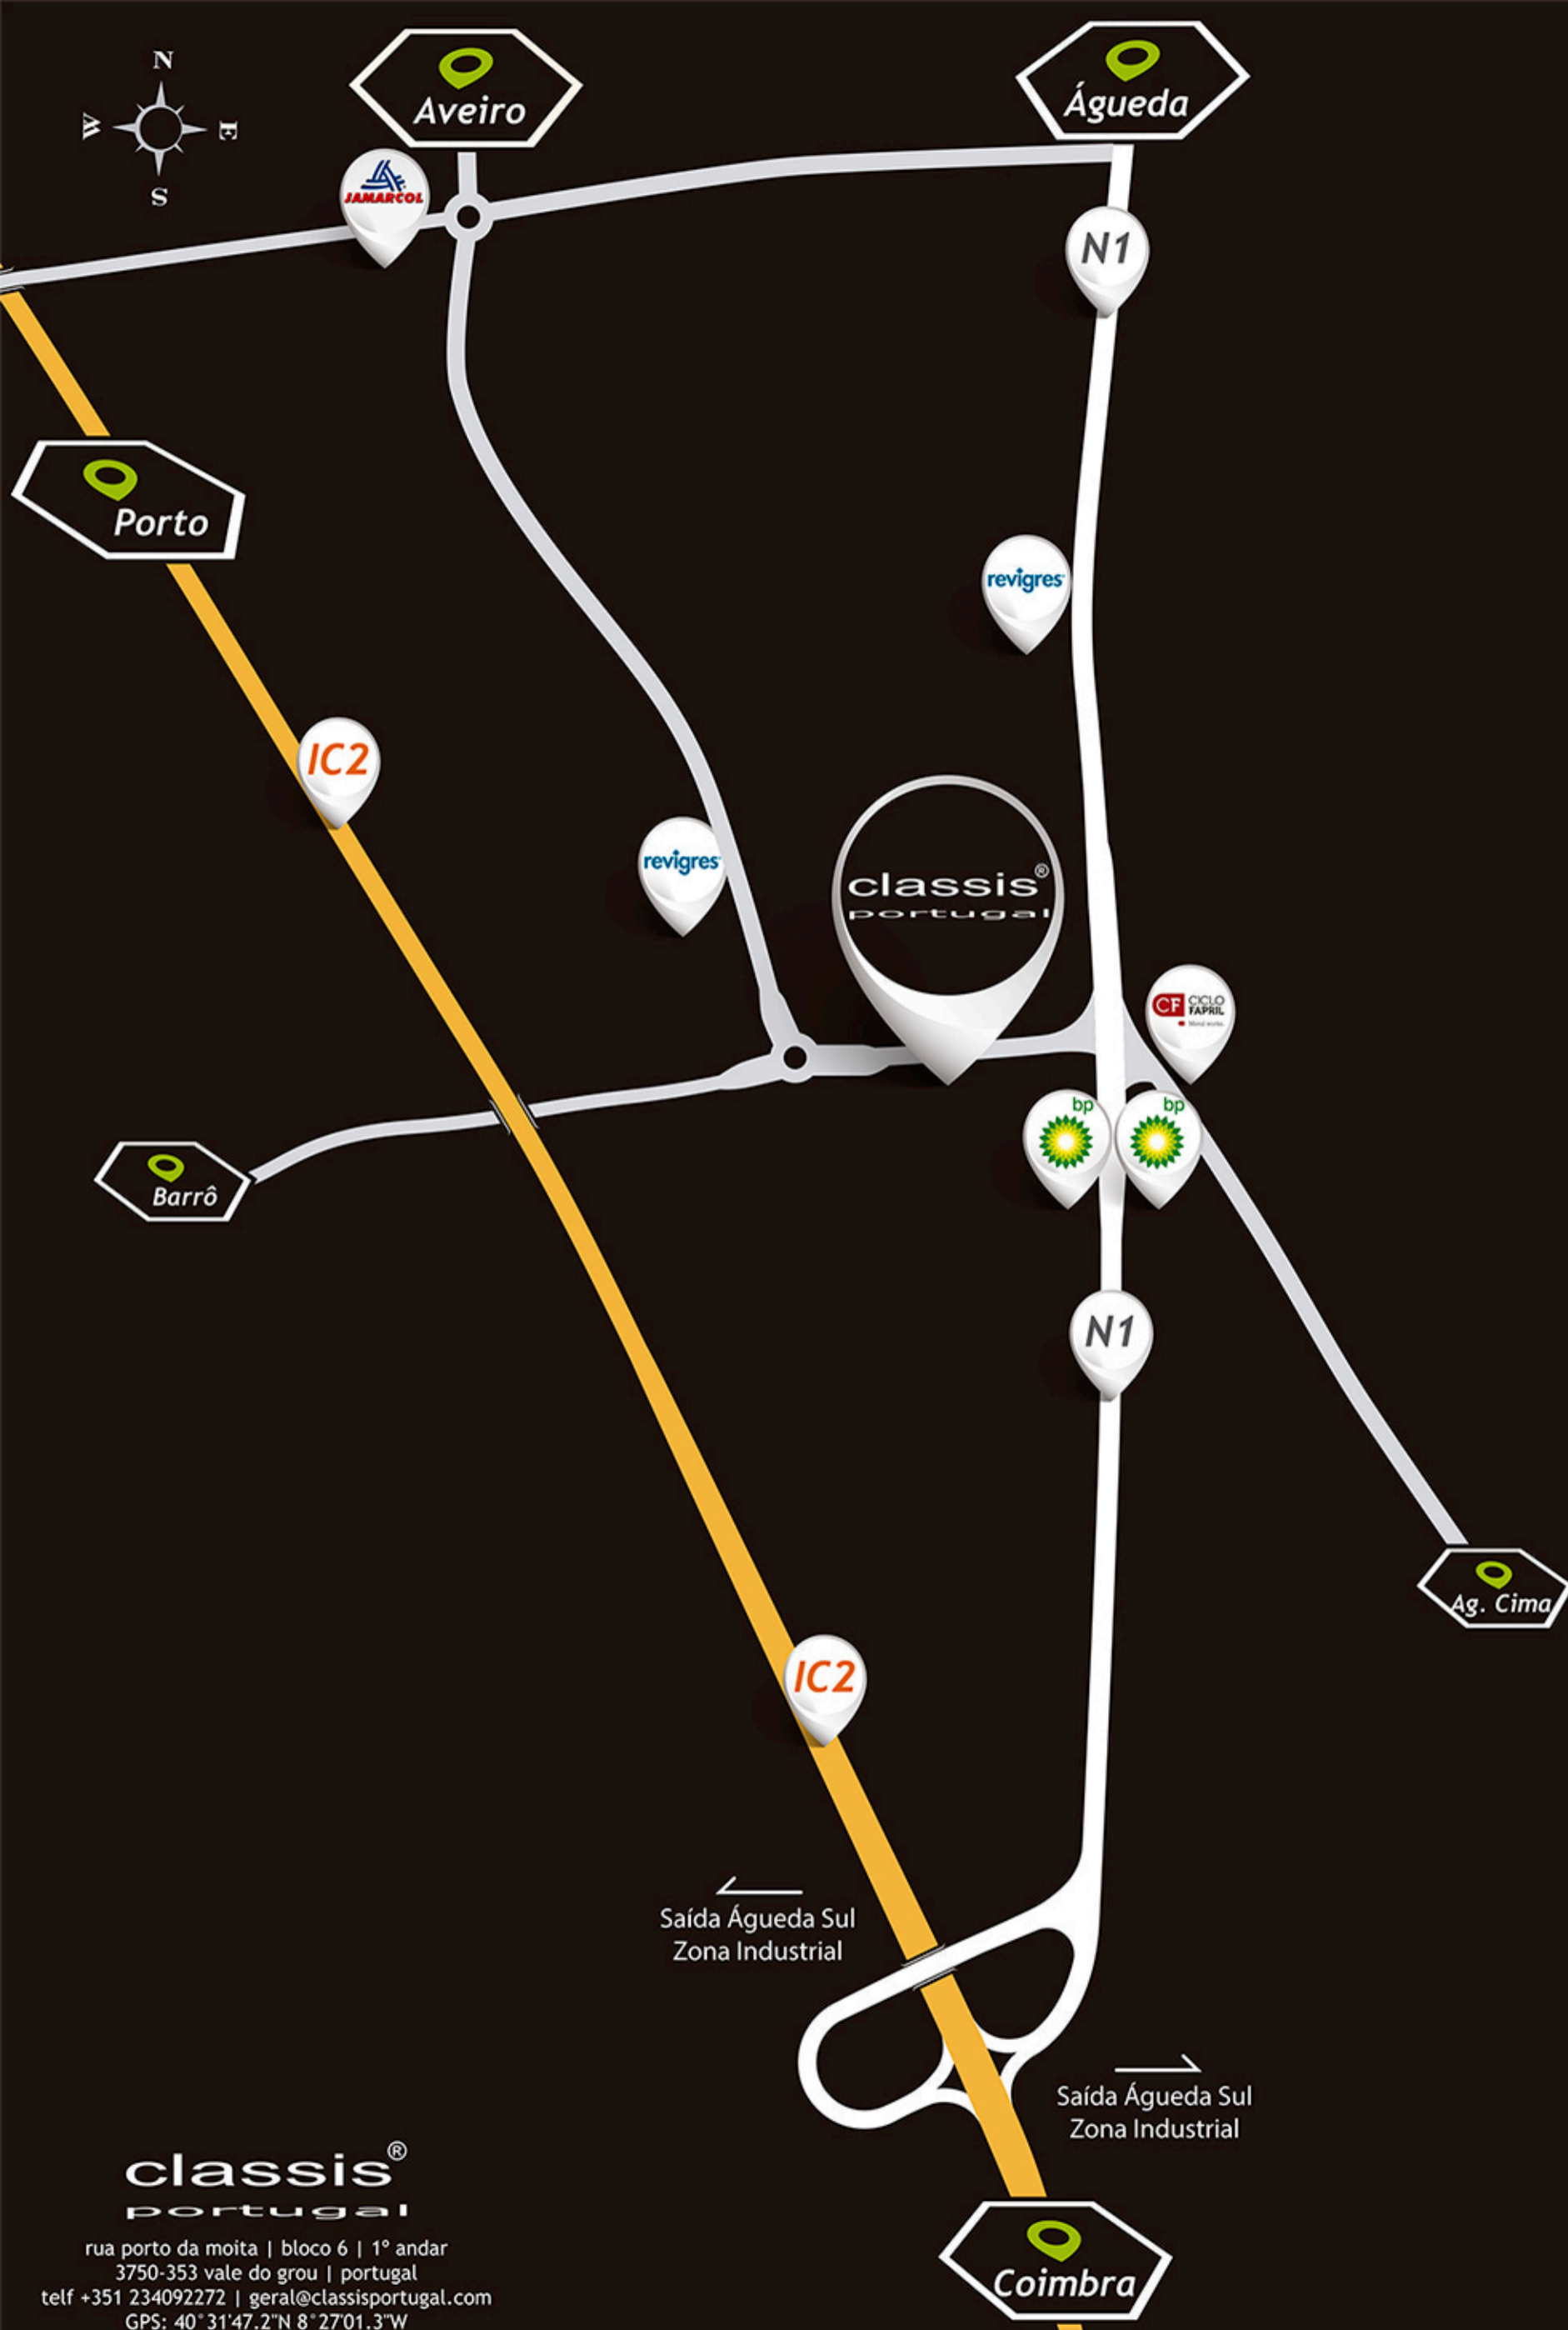 N
W
E
S
Aveiro
Águeda
JAMARCOL
N1
Porto
revigres
IC2
revigres
classis®
portugal
CF CICLO
FAPRIL
Metal works.
bp
bp
Barrô
N1
Ag. Cima
IC2
Saída Águeda Sul
Zona Industrial
Saída Águeda Sul
Zona Industrial
classis®
portugal
rua porto da moita | bloco 6 | 1º andar
3750-353 vale do grou | portugal
telf +351 234092272 | geral@classisportugal.com
GPS: 40°31'47.2"N 8°27'01.3"W
Coimbra